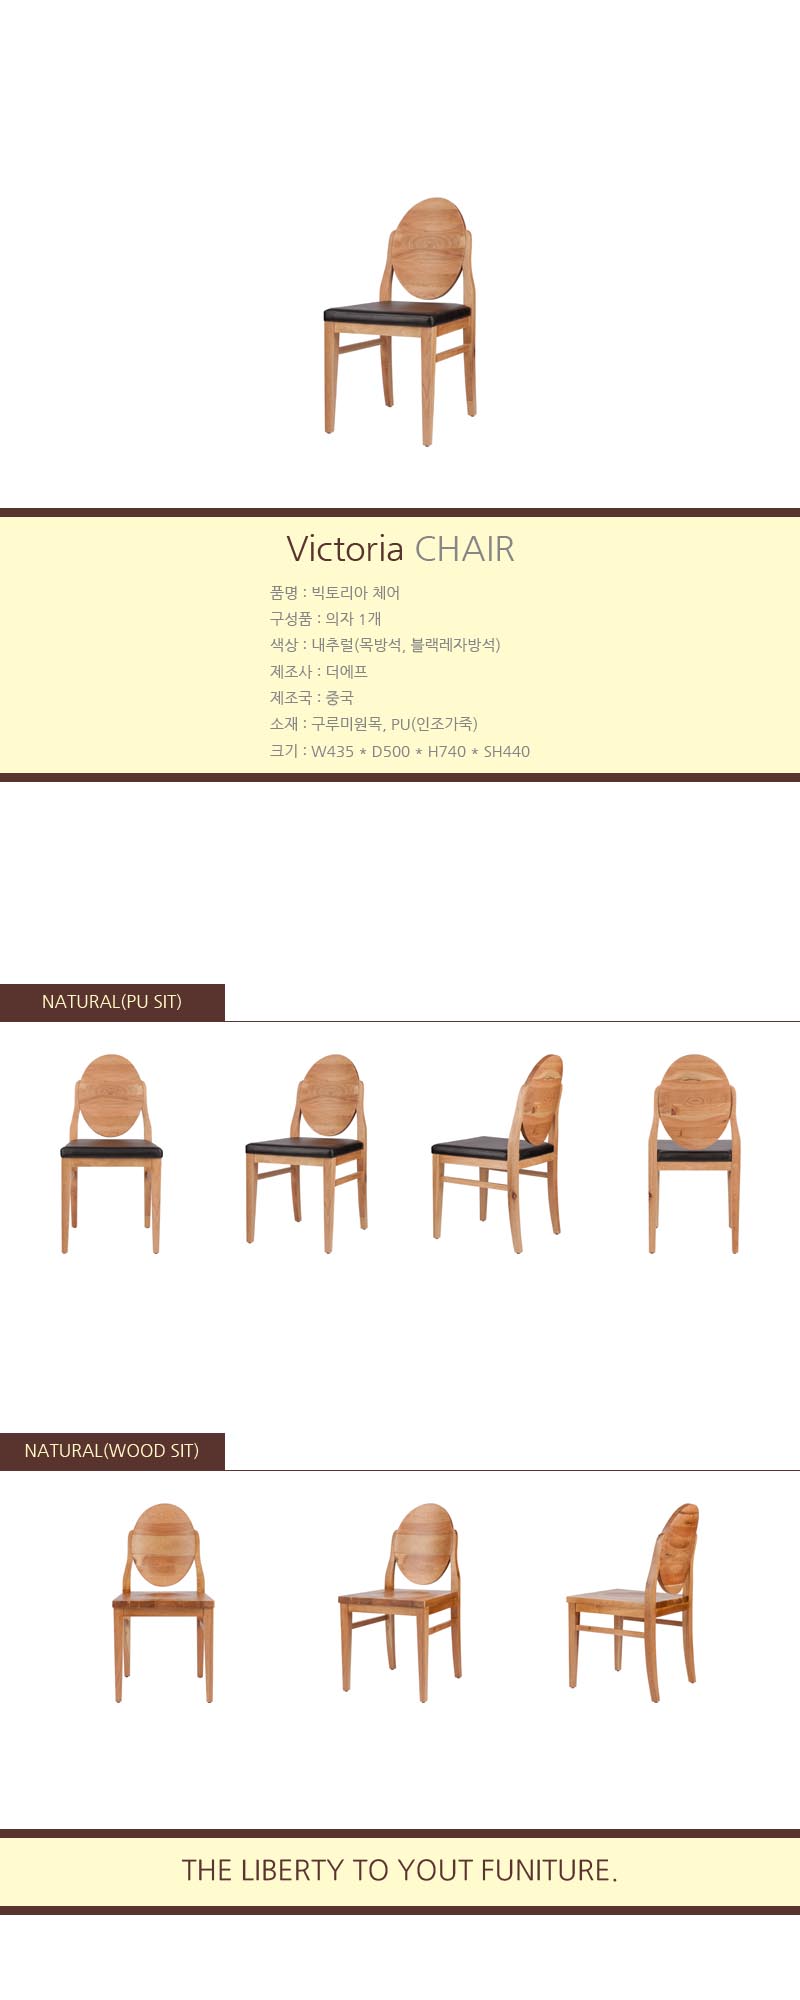 Victoria CHAIR
품명 : 빅토리아 체어
구성품 : 의자 1개
색상 : 내추럴(목방석, 블랙레자방석)
제조사 : 더에프
제조국 : 중국
소재 : 구루미원목, PU(인조가죽)
크기 : W435 * D500 * H740 * SH440
NATURAL(PU SIT)
NATURAL(WOOD SIT)
THE LIBERTY TO YOUT FUNITURE.